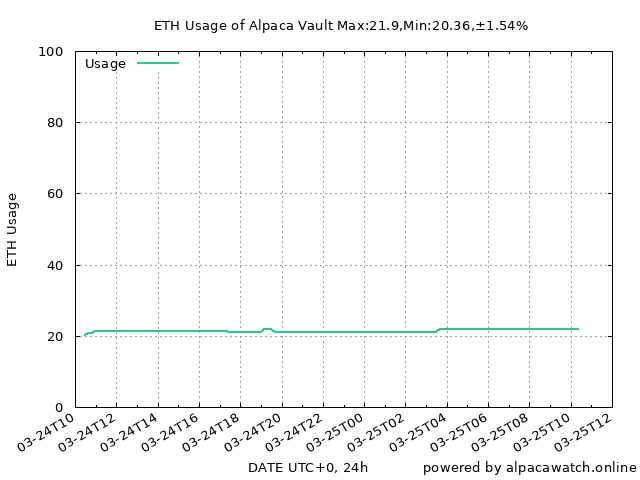 ETH Usage of Alpaca Vault Max:21.9,Min:20.36,±1.54%
100
Usage
80
60
ETH Usage
40
20
0
03-24T10 03-24T12 03-24T14 03-24T16 03-24T18 03-24T20 03-24T22 03-25T00 03-25T02 03-25T04 03-25T06 03-25T08 03-25T10 03-25T12
DATE UTC+0, 24h powered by alpacawatch.online